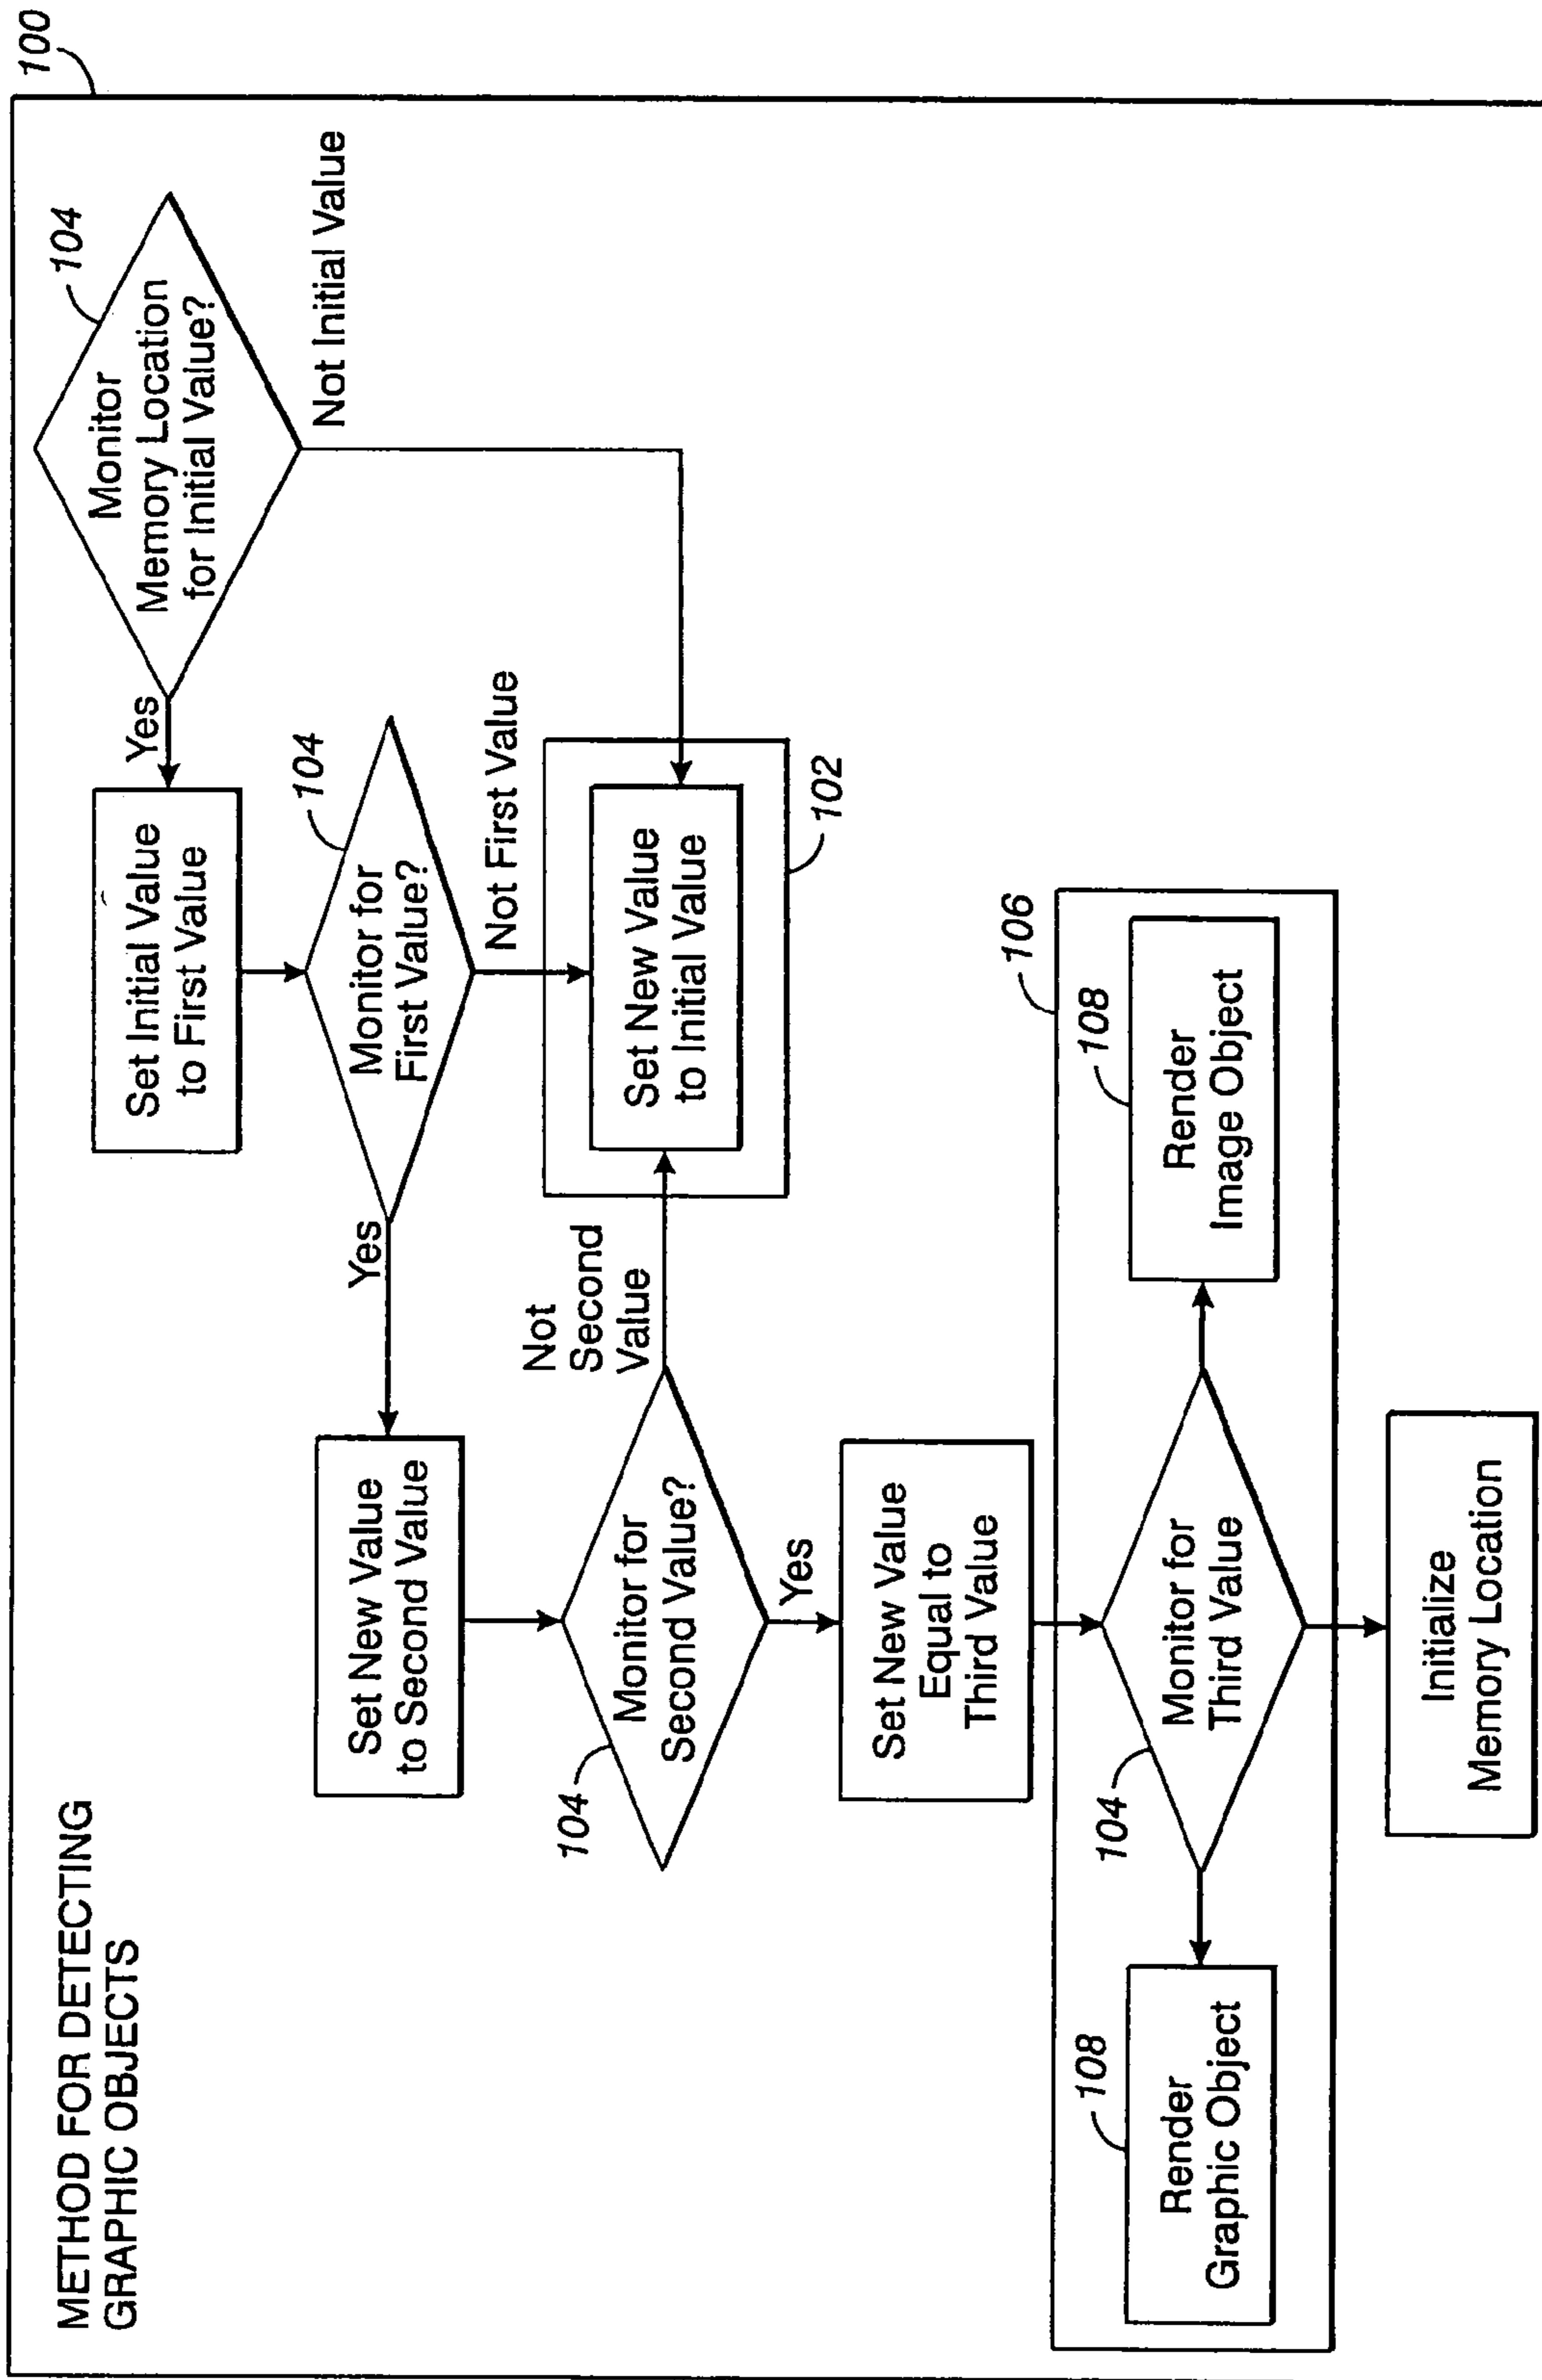 METHOD FOR DETECTING
GRAPHIC OBJECTS
100
104
Monitor
Memory Location
for Initial Value?
Yes
Not Initial Value
Set Initial Value
to First Value
104
Monitor for
First Value?
Yes
Not First Value
Set New Value
to Initial Value
102
Set New Value
to Second Value
Not
Second
Value
104
Monitor for
Second Value?
Yes
Set New Value
Equal to
Third Value
106
108
Render
Graphic Object
104
Monitor for
Third Value
108
Render
Image Object
Initialize
Memory Location